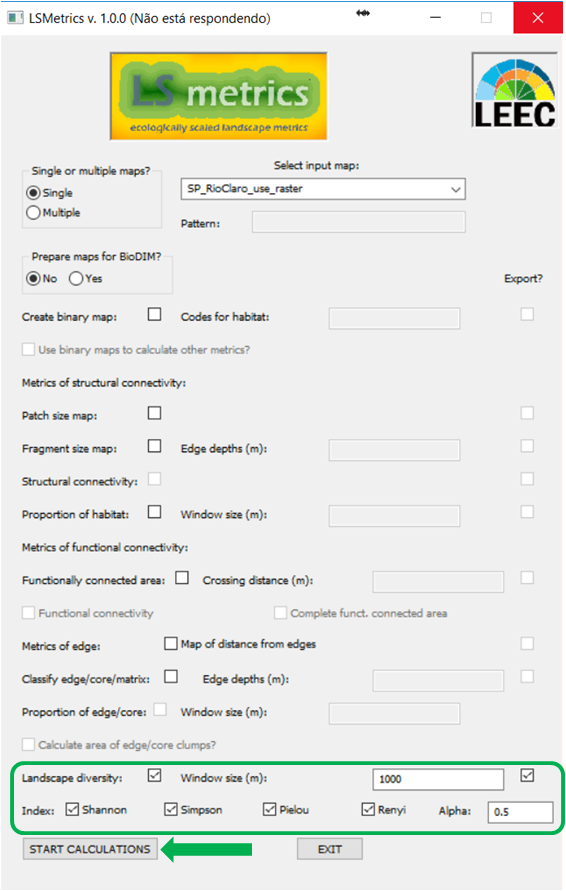 LSMetrics v. 1.0.0 (Não está respondendo)
LS metrics
ecologically scaled landscape metrics
LEEC
Single or multiple maps?
Select input map:
Single
SP_RioClaro_use_raster
Multiple
Pattern:
Prepare maps for BioDIM?
No Yes
Export?
Create binary map: Codes for habitat:
Use binary maps to calculate other metrics?
Metrics of structural connectivity:
Patch size map:
Fragment size map: Edge depths (m):
Structural connectivity:
Proportion of habitat: Window size (m):
Metrics of functional connectivity:
Functionally connected area: Crossing distance (m):
Functional connectivity Complete funct. connected area
Metrics of edge: Map of distance from edges
Classify edge/core/matrix: Edge depths (m):
Proportion of edge/core: Window size (m):
Calculate area of edge/core clumps?
Landscape diversity: Window size (m): 1000
Index: Shannon Simpson Pielou Renyi Alpha: 0.5
START CALCULATIONS EXIT